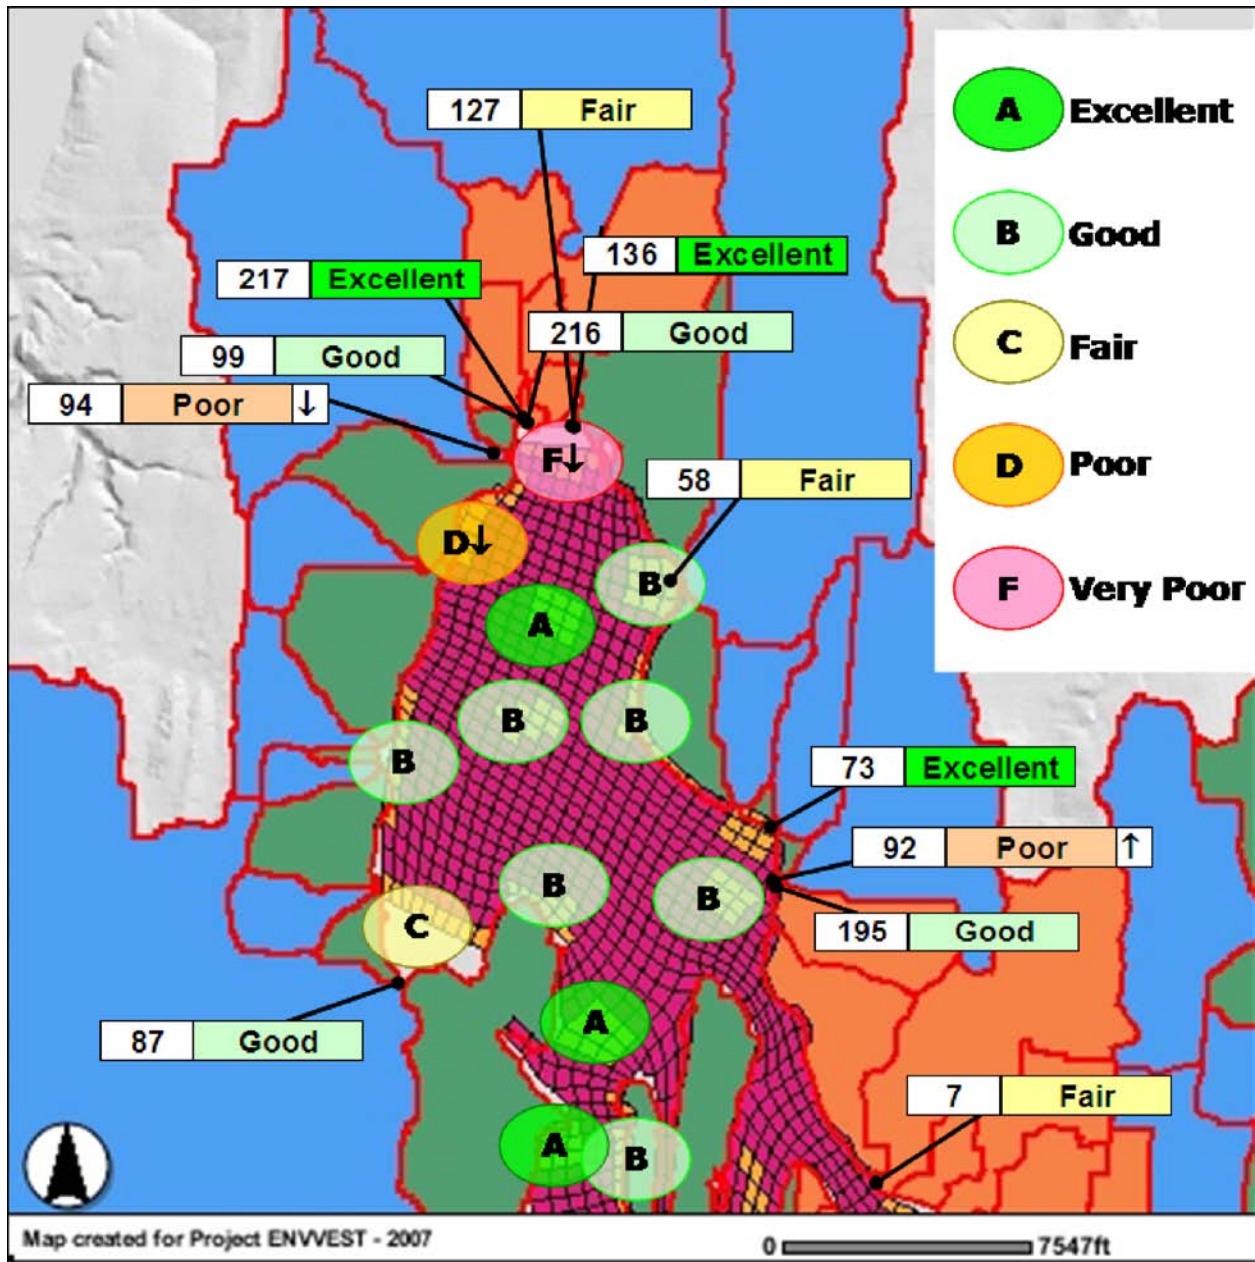 A Excellent
127 Fair
B Good
136 Excellent
217 Excellent
216 Good
99 Good
C Fair
94 Poor ↓
F↓
D Poor
58 Fair
D↓
B
F Very Poor
A
B
B
B
73 Excellent
92 Poor ↑
B
B
C
195 Good
A
87 Good
7 Fair
A
B
Map created for Project ENVVEST - 2007
0 7547ft